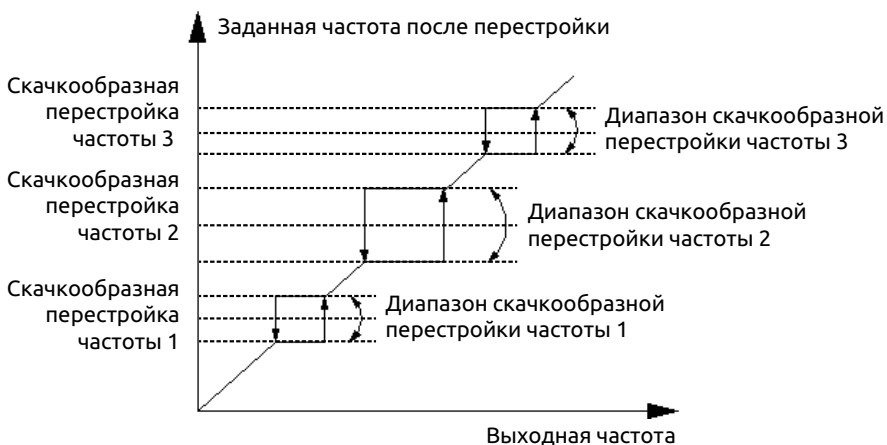 Заданная частота после перестройки
Скачкообразная
перестройка
частоты 3
Диапазон скачкообразной
перестройки частоты 3
Скачкообразная
перестройка
частоты 2
Диапазон скачкообразной
перестройки частоты 2
Скачкообразная
перестройка
частоты 1
Диапазон скачкообразной
перестройки частоты 1
Выходная частота